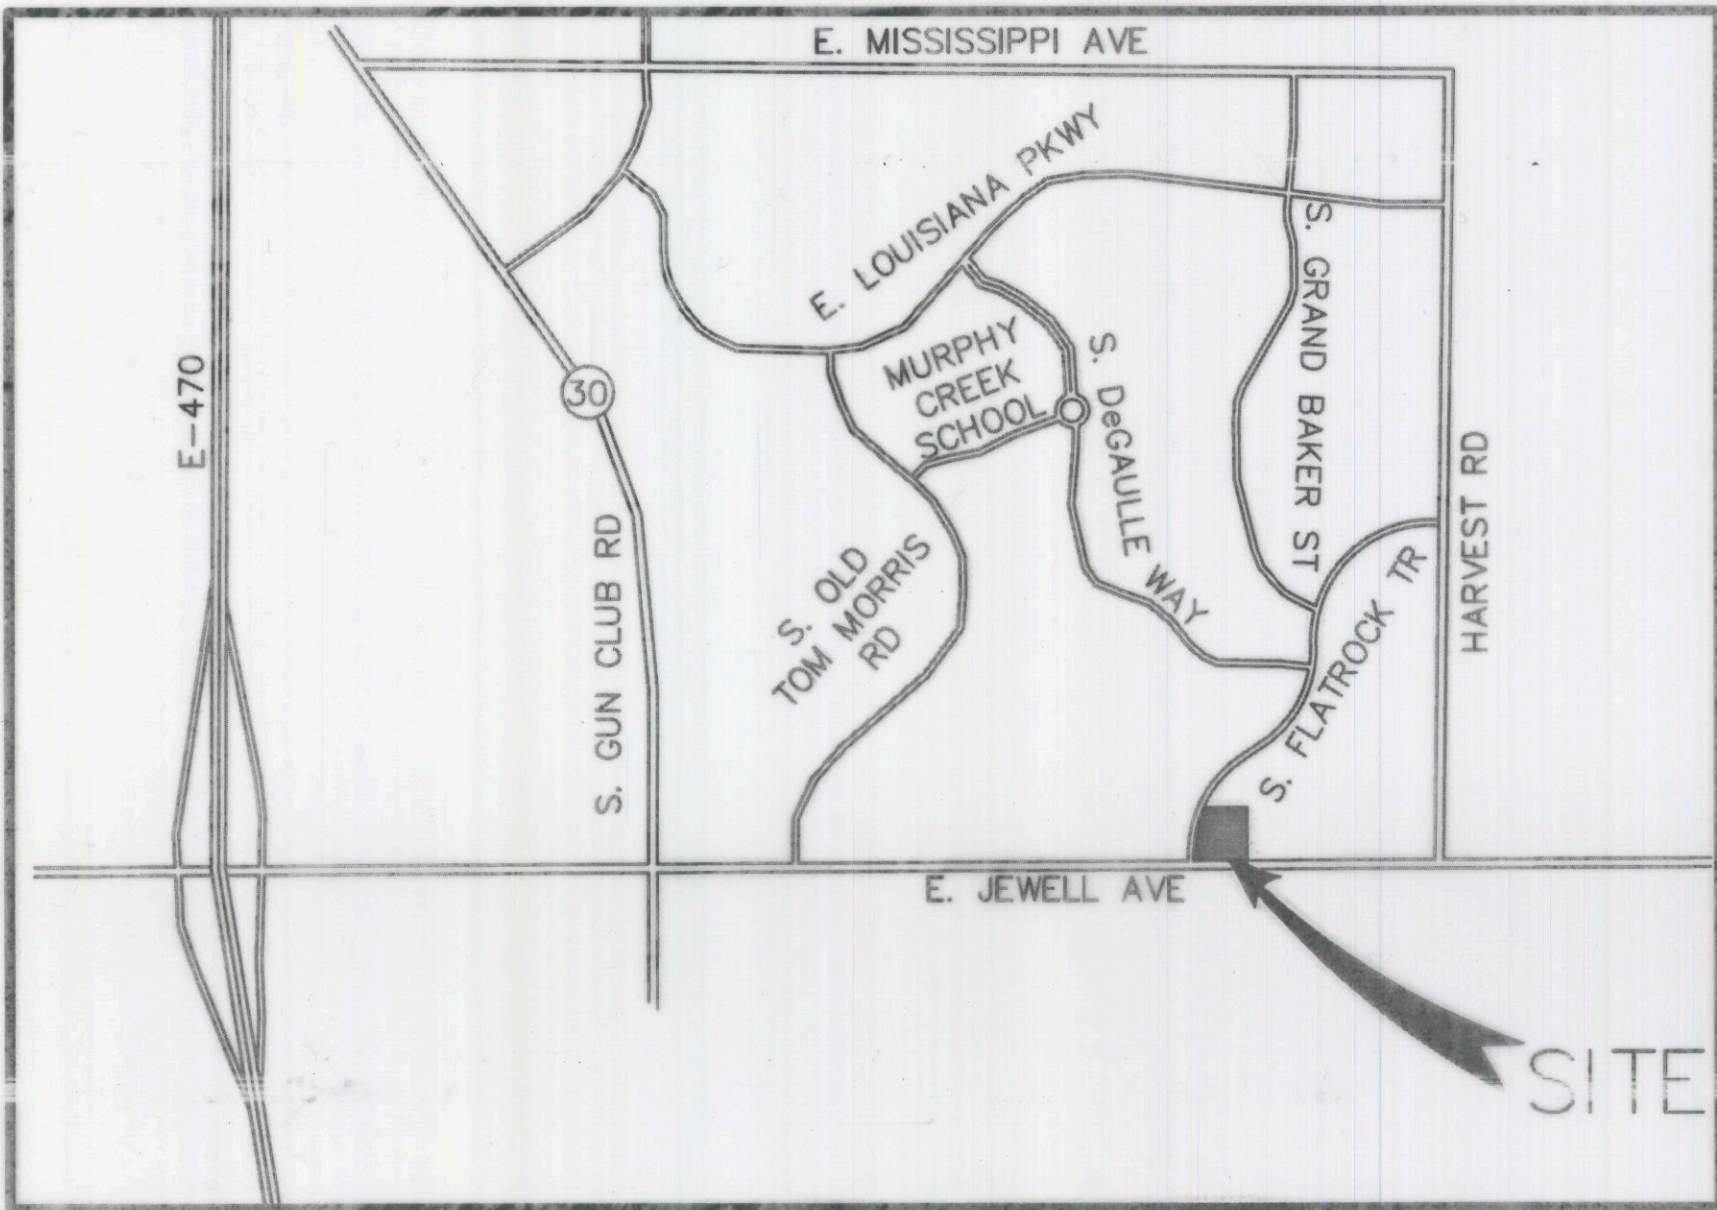 E. MISSISSIPPI AVE
E. LOUISIANA PKWY
S. GRAND BAKER ST
MURPHY
CREEK
SCHOOL
S. DeGAULLE WAY
E-470
30
HARVEST RD
S. GUN CLUB RD
S. OLD
TOM MORRIS
RD
S. FLATROCK TR
E. JEWELL AVE
SITE